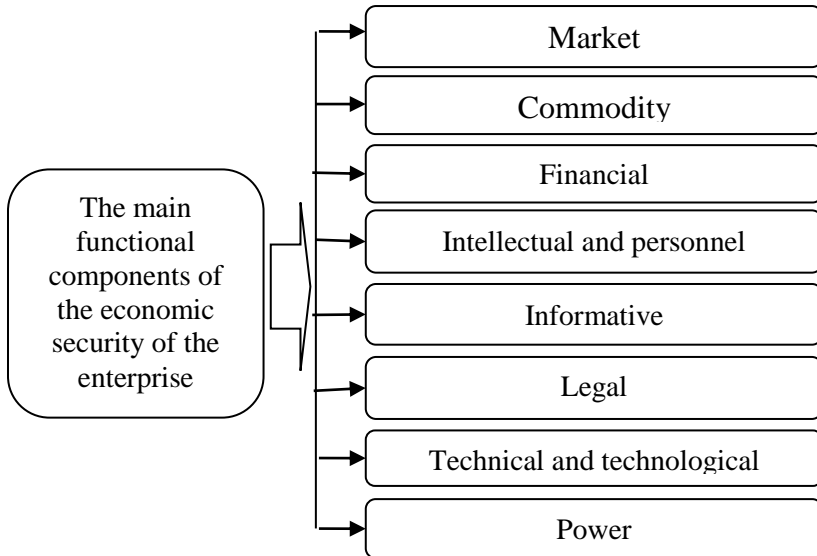 The main
functional
components of
the economic
security of the
enterprise
Market
Commodity
Financial
Intellectual and personnel
Informative
Legal
Technical and technological
Power